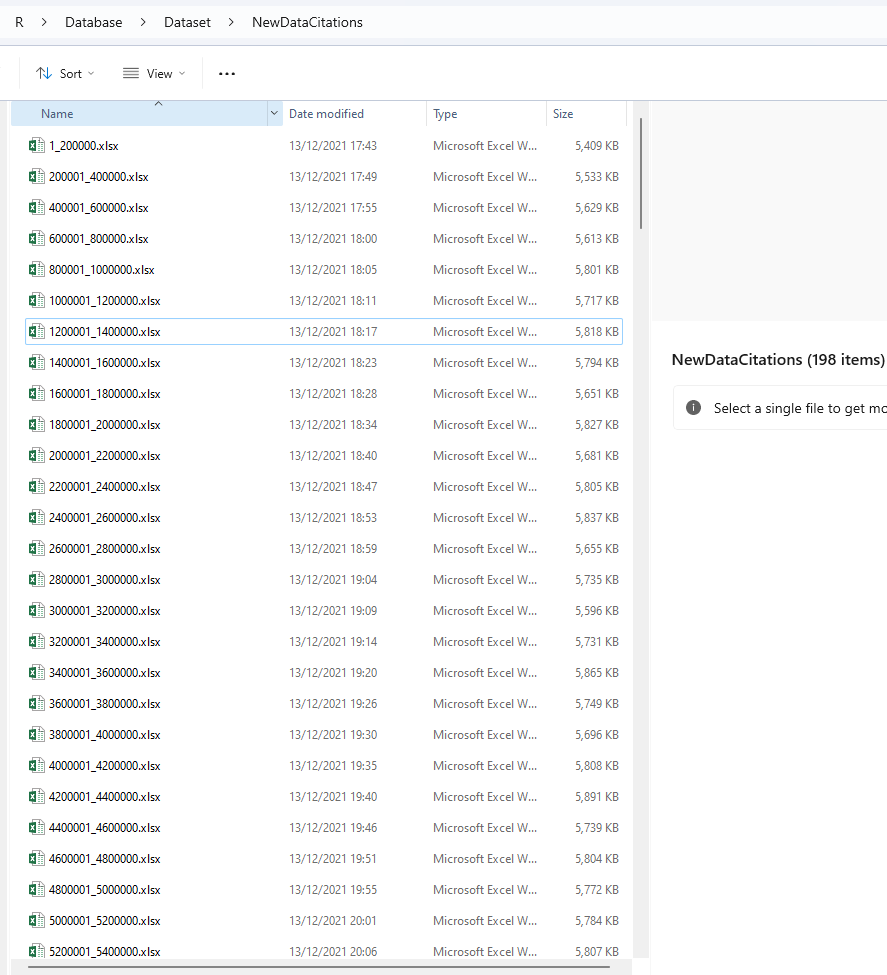 R > Database > Dataset > NewDataCitations
Sort View ...
Name Date modified Type Size
1_200000.xlsx 13/12/2021 17:43 Microsoft Excel W... 5,409 KB
200001_400000.xlsx 13/12/2021 17:49 Microsoft Excel W... 5,533 KB
400001_600000.xlsx 13/12/2021 17:55 Microsoft Excel W... 5,629 KB
600001_800000.xlsx 13/12/2021 18:00 Microsoft Excel W... 5,613 KB
800001_1000000.xlsx 13/12/2021 18:05 Microsoft Excel W... 5,801 KB
1000001_1200000.xlsx 13/12/2021 18:11 Microsoft Excel W... 5,717 KB
1200001_1400000.xlsx 13/12/2021 18:17 Microsoft Excel W... 5,818 KB
1400001_1600000.xlsx 13/12/2021 18:23 Microsoft Excel W... 5,794 KB
1600001_1800000.xlsx 13/12/2021 18:28 Microsoft Excel W... 5,651 KB
1800001_2000000.xlsx 13/12/2021 18:34 Microsoft Excel W... 5,827 KB
2000001_2200000.xlsx 13/12/2021 18:40 Microsoft Excel W... 5,681 KB
2200001_2400000.xlsx 13/12/2021 18:47 Microsoft Excel W... 5,805 KB
2400001_2600000.xlsx 13/12/2021 18:53 Microsoft Excel W... 5,837 KB
2600001_2800000.xlsx 13/12/2021 18:59 Microsoft Excel W... 5,655 KB
2800001_3000000.xlsx 13/12/2021 19:04 Microsoft Excel W... 5,735 KB
3000001_3200000.xlsx 13/12/2021 19:09 Microsoft Excel W... 5,596 KB
3200001_3400000.xlsx 13/12/2021 19:14 Microsoft Excel W... 5,731 KB
3400001_3600000.xlsx 13/12/2021 19:20 Microsoft Excel W... 5,865 KB
3600001_3800000.xlsx 13/12/2021 19:26 Microsoft Excel W... 5,749 KB
3800001_4000000.xlsx 13/12/2021 19:30 Microsoft Excel W... 5,696 KB
4000001_4200000.xlsx 13/12/2021 19:35 Microsoft Excel W... 5,808 KB
4200001_4400000.xlsx 13/12/2021 19:40 Microsoft Excel W... 5,891 KB
4400001_4600000.xlsx 13/12/2021 19:46 Microsoft Excel W... 5,739 KB
4600001_4800000.xlsx 13/12/2021 19:51 Microsoft Excel W... 5,804 KB
4800001_5000000.xlsx 13/12/2021 19:55 Microsoft Excel W... 5,772 KB
5000001_5200000.xlsx 13/12/2021 20:01 Microsoft Excel W... 5,784 KB
5200001_5400000.xlsx 13/12/2021 20:06 Microsoft Excel W... 5,807 KB
NewDataCitations (198 items)
Select a single file to get mo